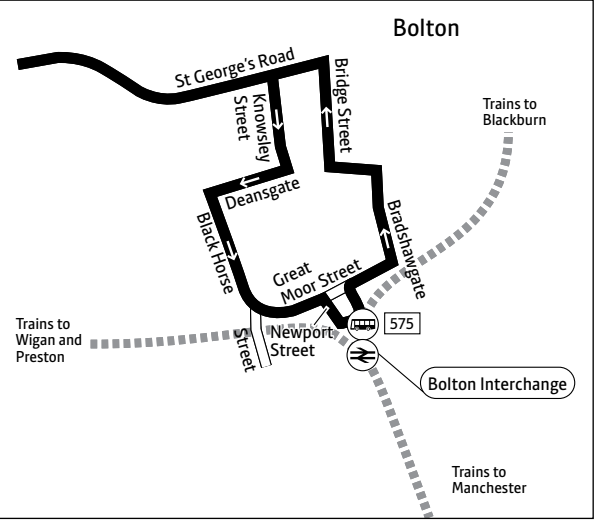 Bolton
St George's Road
Knowsley
Street
Bridge Street
Trains to
Blackburn
Deansgate
Black Horse
Street
Bradshawgate
Great
Moor Street
Newport
Street
575
Trains to
Wigan and
Preston
Bolton Interchange
Trains to
Manchester